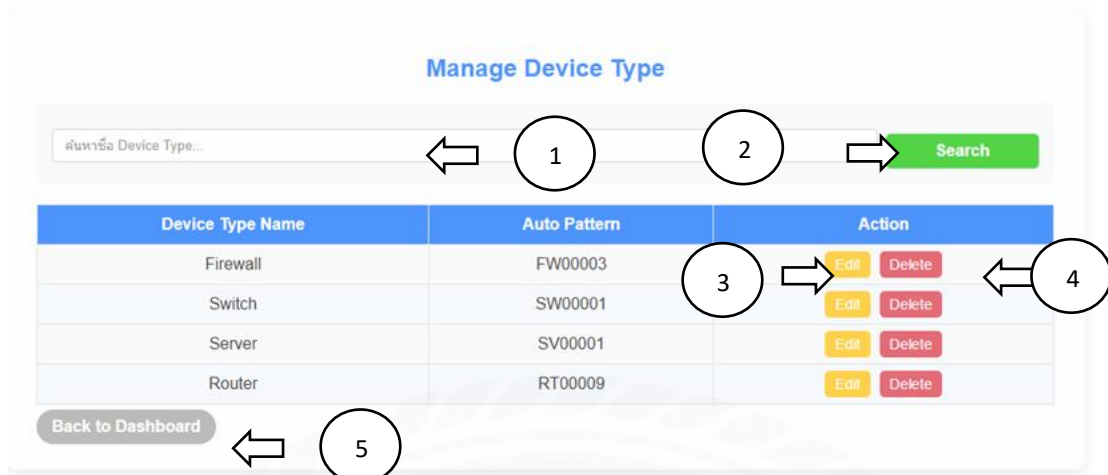 Manage Device Type
ค้นหาชื่อ Device Type...
1
2
Search
Device Type Name Auto Pattern Action
Firewall FW00003 Edit Delete
3
4
Switch SW00001 Edit Delete
Server SV00001 Edit Delete
Router RT00009 Edit Delete
Back to Dashboard
5